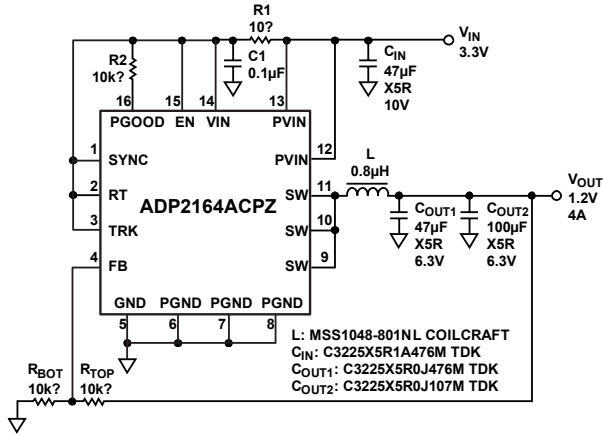 R1
10?
VIN
3.3V
R2
10k?
C1
0.1µF
CIN
47µF
X5R
10V
16
15
14
13
PGOOD
EN
VIN
PVIN
1
SYNC
PVIN
12
L
0.8µH
2
RT
SW
11
VOUT
1.2V
4A
ADP2164ACPZ
3
TRK
SW
10
COUT1
47µF
X5R
6.3V
COUT2
100µF
X5R
6.3V
4
FB
SW
9
GND
PGND
PGND
PGND
5
6
7
8
L: MSS1048-801NL COILCRAFT
CIN: C3225X5R1A476M TDK
COUT1: C3225X5R0J476M TDK
COUT2: C3225X5R0J107M TDK
RBOT
10k?
RTOP
10k?